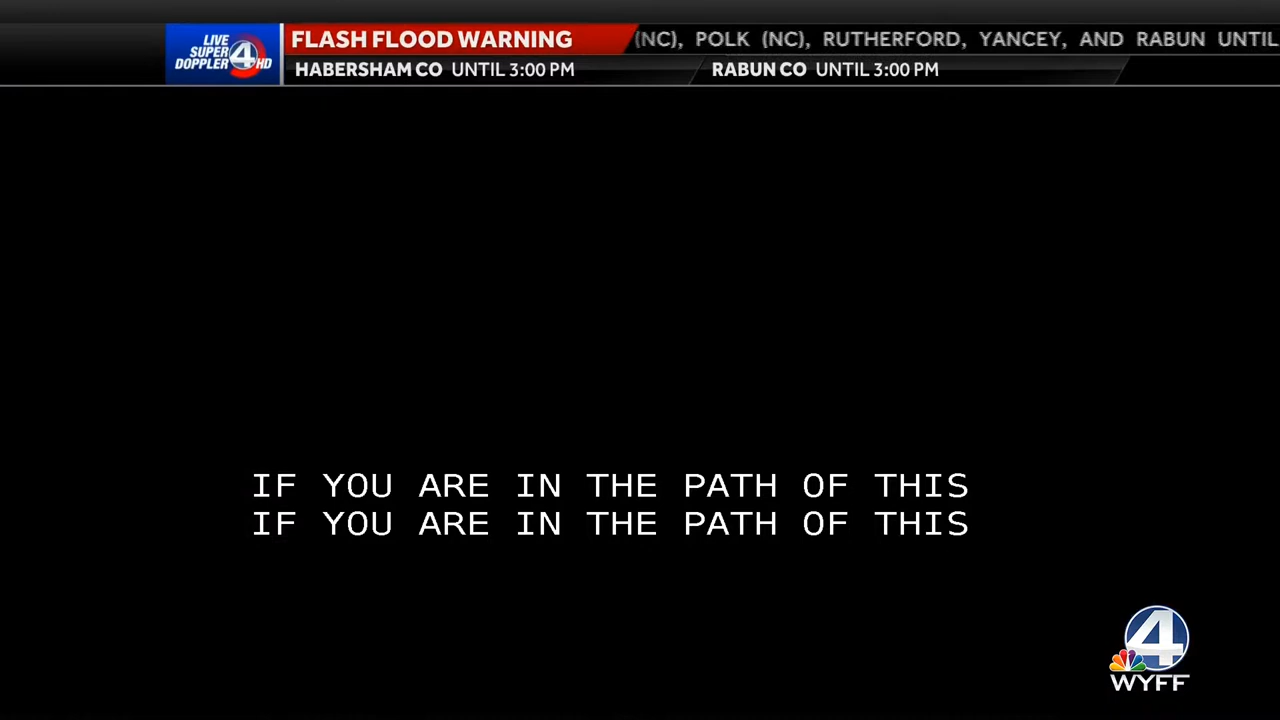 LIVE
SUPER
DOPPLER 4 HD
FLASH FLOOD WARNING
(NC), POLK (NC), RUTHERFORD, YANCEY, AND RABUN UNTIL
HABERSHAM CO UNTIL 3:00 PM
RABUN CO UNTIL 3:00 PM
IF YOU ARE IN THE PATH OF THIS
IF YOU ARE IN THE PATH OF THIS
4
WYFF